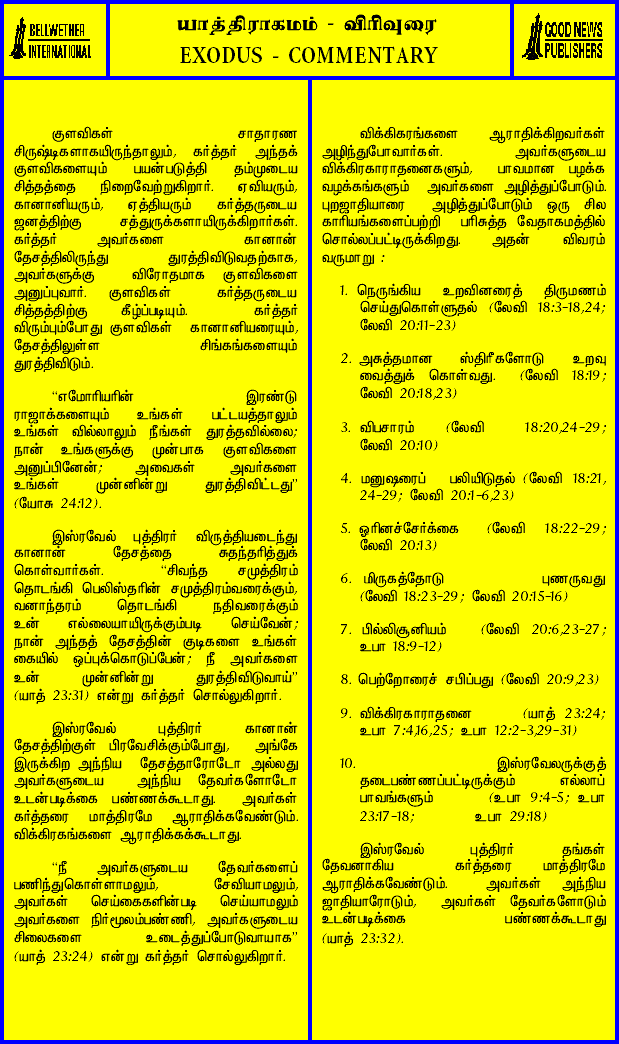 BELLWETHER
INTERNATIONAL
யாத்திராகமம் - விரிவுரை
EXODUS - COMMENTARY
GOOD NEWS
PUBLISHERS
குளவிகள் சாதாரண
சிருஷ்டிகளாகயிருந்தாலும், கர்த்தர் அந்தக்
குளவிகளையும் பயன்படுத்தி தம்முடைய
சித்தத்தை நிறைவேற்றுகிறார். ஏவியரும்,
கானானியரும், ஏத்தியரும் கர்த்தருடைய
ஜனத்திற்கு சத்துருக்களாயிருக்கிறார்கள்.
கர்த்தர் அவர்களை கானான்
தேசத்திலிருந்து துரத்திவிடுவதற்காக,
அவர்களுக்கு விரோதமாக குளவிகளை
அனுப்புவார். குளவிகள் கர்த்தருடைய
சித்தத்திற்கு கீழ்ப்படியும். கர்த்தர்
விரும்பும்போது குளவிகள் கானானியரையும்,
தேசத்திலுள்ள சிங்கங்களையும்
துரத்திவிடும்.
“எமோரியரின் இரண்டு
ராஜாக்களையும் உங்கள் பட்டயத்தாலும்
உங்கள் வில்லாலும் நீங்கள் துரத்தவில்லை;
நான் உங்களுக்கு முன்பாக குளவிகளை
அனுப்பினேன்; அவைகள் அவர்களை
உங்கள் முன்னின்று துரத்திவிட்டது”
(யோசு 24:12).
இஸ்ரவேல் புத்திரர் விருத்தியடைந்து
கானான் தேசத்தை சுதந்தரித்துக்
கொள்வார்கள். “சிவந்த சமுத்திரம்
தொடங்கி பெலிஸ்தரின் சமுத்திரம்வரைக்கும்,
வனாந்தரம் தொடங்கி நதிவரைக்கும்
உன் எல்லையாயிருக்கும்படி செய்வேன்;
நான் அந்தத் தேசத்தின் குடிகளை உங்கள்
கையில் ஒப்புக்கொடுப்பேன்; நீ அவர்களை
உன் முன்னின்று துரத்திவிடுவாய்”
(யாத் 23:31) என்று கர்த்தர் சொல்லுகிறார்.
இஸ்ரவேல் புத்திரர் கானான்
தேசத்திற்குள் பிரவேசிக்கும்போது, அங்கே
இருக்கிற அந்நிய தேசத்தாரோடோ அல்லது
அவர்களுடைய அந்நிய தேவர்களோடோ
உடன்படிக்கை பண்ணக்கூடாது. அவர்கள்
கர்த்தரை மாத்திரமே ஆராதிக்கவேண்டும்.
விக்கிரகங்களை ஆராதிக்கக்கூடாது.
“நீ அவர்களுடைய தேவர்களைப்
பணிந்துகொள்ளாமலும், சேவியாமலும்,
அவர்கள் செய்கைகளின்படி செய்யாமலும்
அவர்களை நிர்மூலம்பண்ணி, அவர்களுடைய
சிலைகளை உடைத்துப்போடுவாயாக”
(யாத் 23:24) என்று கர்த்தர் சொல்லுகிறார்.
விக்கிகரங்களை ஆராதிக்கிறவர்கள்
அழிந்துபோவார்கள். அவர்களுடைய
விக்கிரகாராதனைகளும், பாவமான பழக்க
வழக்கங்களும் அவர்களை அழித்துப்போடும்.
புறஜாதியாரை அழித்துப்போடும் ஒரு சில
காரியங்களைப்பற்றி பரிசுத்த வேதாகமத்தில்
சொல்லப்பட்டிருக்கிறது. அதன் விவரம்
வருமாறு :
1. நெருங்கிய உறவினரைத் திருமணம்
செய்துகொள்ளுதல் (லேவி 18:3-18,24;
லேவி 20:11-23)
2. அசுத்தமான ஸ்திரீகளோடு உறவு
வைத்துக் கொள்வது. (லேவி 18:19;
லேவி 20:18,23)
3. விபசாரம் (லேவி 18:20,24-29;
லேவி 20:10)
4. மனுஷரைப் பலியிடுதல் (லேவி 18:21,
24-29; லேவி 20:1-6,23)
5. ஓரினச்சேர்க்கை (லேவி 18:22-29;
லேவி 20:13)
6. மிருகத்தோடு புணருவது
(லேவி 18:23-29; லேவி 20:15-16)
7. பில்லிசூனியம் (லேவி 20:6,23-27;
உபா 18:9-12)
8. பெற்றோரைச் சபிப்பது (லேவி 20:9,23)
9. விக்கிரகாராதனை (யாத் 23:24;
உபா 7:4,16,25; உபா 12:2-3,29-31)
10. இஸ்ரவேலருக்குத்
தடைபண்ணப்பட்டிருக்கும் எல்லாப்
பாவங்களும் (உபா 9:4-5; உபா
23:17-18; உபா 29:18)
இஸ்ரவேல் புத்திரர் தங்கள்
தேவனாகிய கர்த்தரை மாத்திரமே
ஆராதிக்கவேண்டும். அவர்கள் அந்நிய
ஜாதியாரோடும், அவர்கள் தேவர்களோடும்
உடன்படிக்கை பண்ணக்கூடாது
(யாத் 23:32).